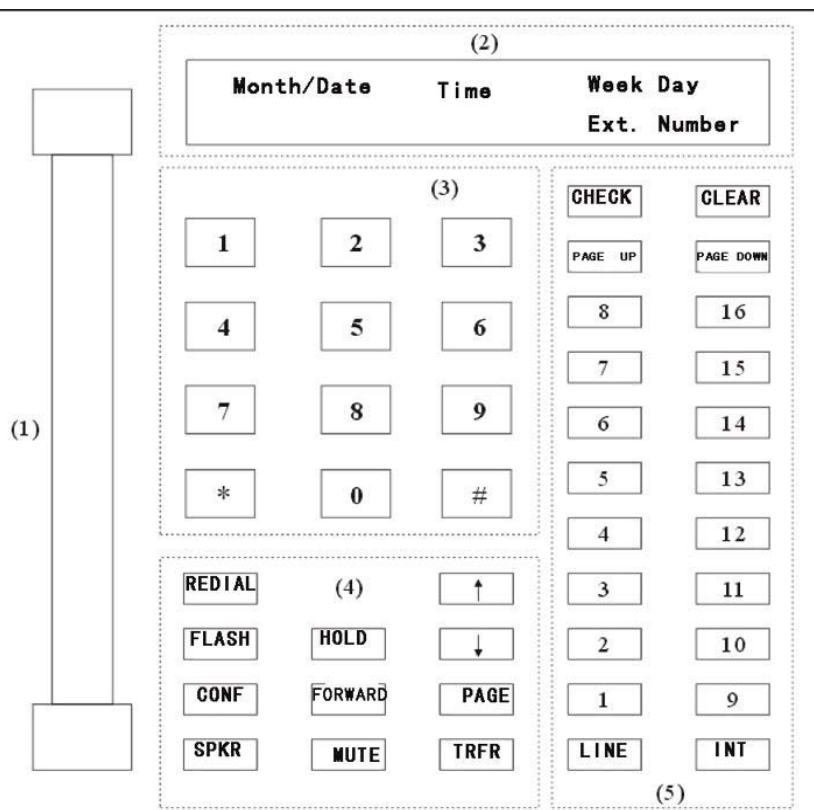 (2)
Month/Date Time Week Day
Ext. Number
(1)
(3)
1 2 3
4 5 6
7 8 9
* 0 #
(4)
REDIAL ↑
FLASH HOLD ↓
CONF FORWARD PAGE
SPKR MUTE TRFR
CHECK CLEAR
PAGE UP PAGE DOWN
8 16
7 15
6 14
5 13
4 12
3 11
2 10
1 9
LINE INT
(5)